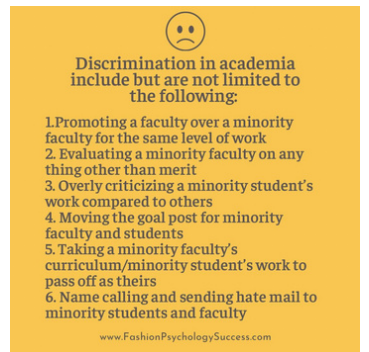 Discrimination in academia
include but are not limited to
the following:
1.Promoting a faculty over a minority
faculty for the same level of work
2. Evaluating a minority faculty on any
thing other than merit
3. Overly criticizing a minority student's
work compared to others
4. Moving the goal post for minority
faculty and students
5. Taking a minority faculty's
curriculum/minority student's work to
pass off as theirs
6. Name calling and sending hate mail to
minority students and faculty
www.FashionPsychologySuccess.com